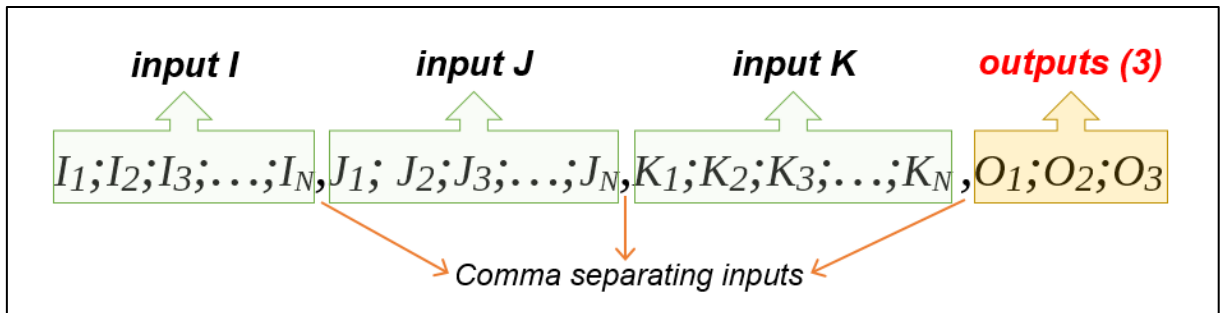 input I input J input K outputs (3)
I1;I2;I3;…;IN,J1; J2;J3;…;JN,K1;K2;K3;…;KN ,O1;O2;O3
Comma separating inputs